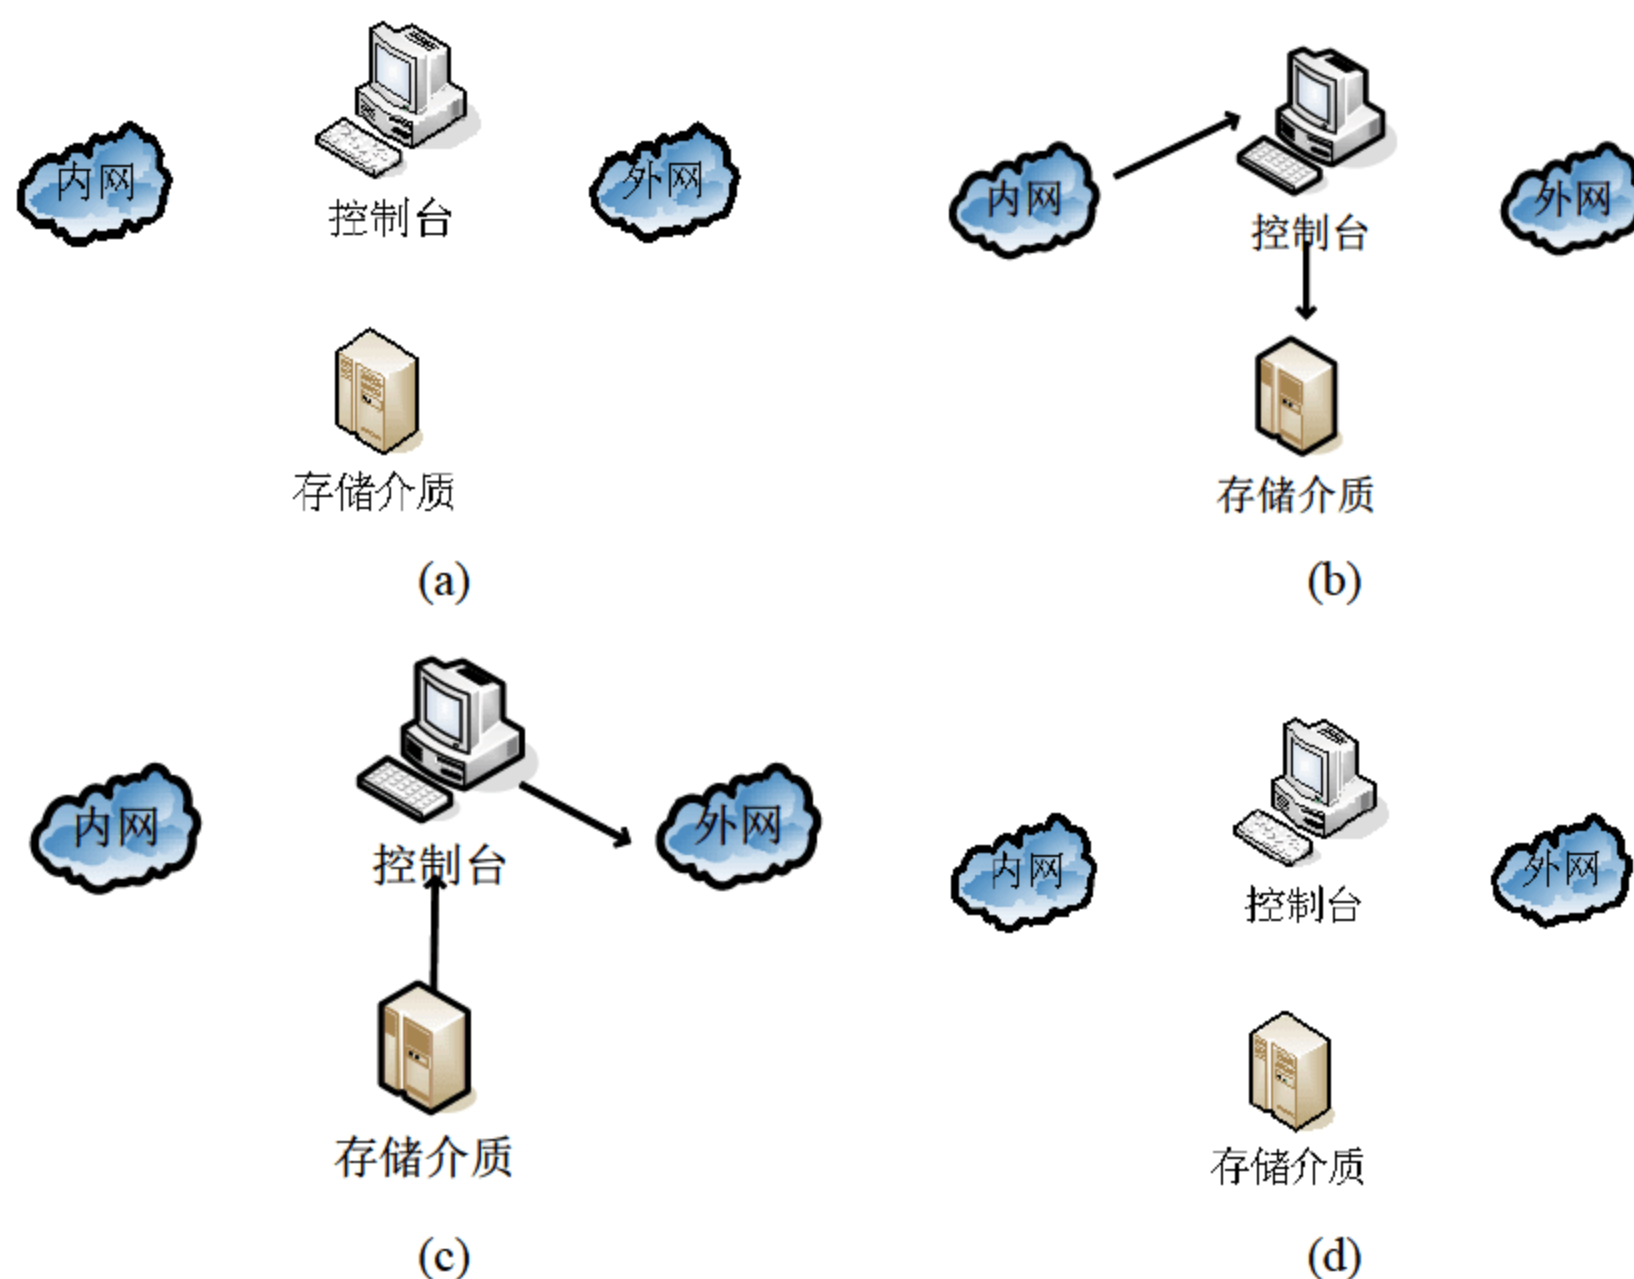 内网
控制台
外网
存储介质
(a)
内网
控制台
外网
存储介质
(b)
内网
控制台
外网
存储介质
(c)
内网
控制台
外网
存储介质
(d)